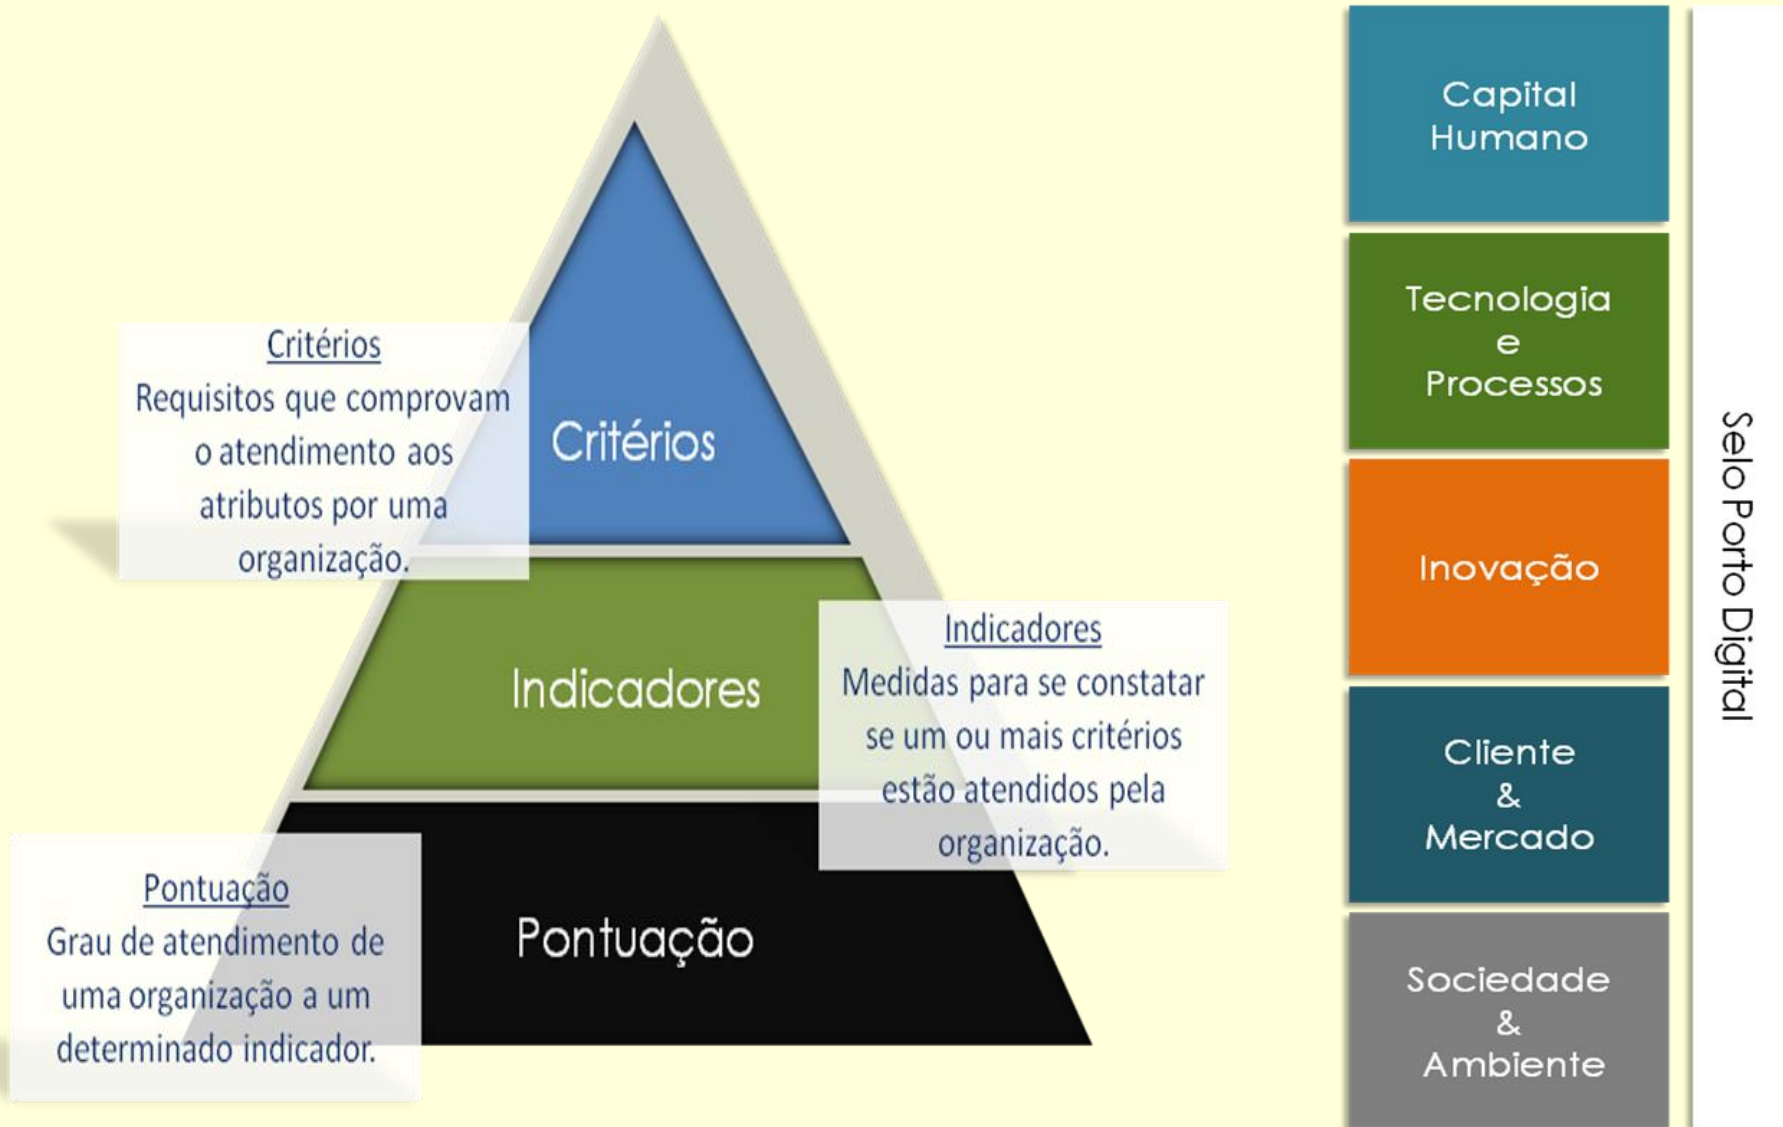 Critérios
Requisitos que comprovam
o atendimento aos
atributos por uma
organização.
Critérios
Indicadores
Indicadores
Medidas para se constatar
se um ou mais critérios
estão atendidos pela
organização.
Pontuação
Grau de atendimento de
uma organização a um
determinado indicador.
Pontuação
Capital
Humano
Tecnologia
e
Processos
Inovação
Cliente
&
Mercado
Sociedade
&
Ambiente
Selo Porto Digital